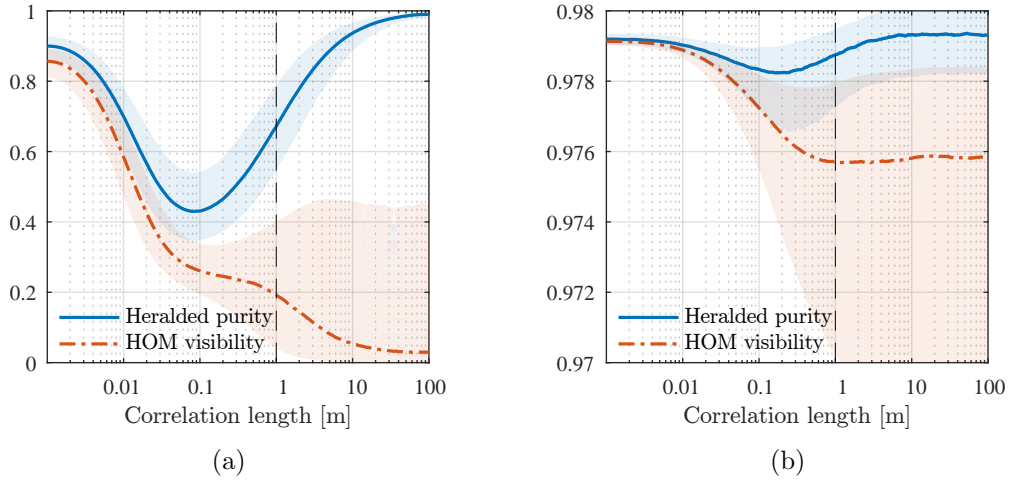 1
0.8
0.6
0.4
0.2
0
Heralded purity
HOM visibility
0.01 0.1 1 10 100
Correlation length [m]
(a)
0.98
0.978
0.976
0.974
0.972
0.97
Heralded purity
HOM visibility
0.01 0.1 1 10 100
Correlation length [m]
(b)